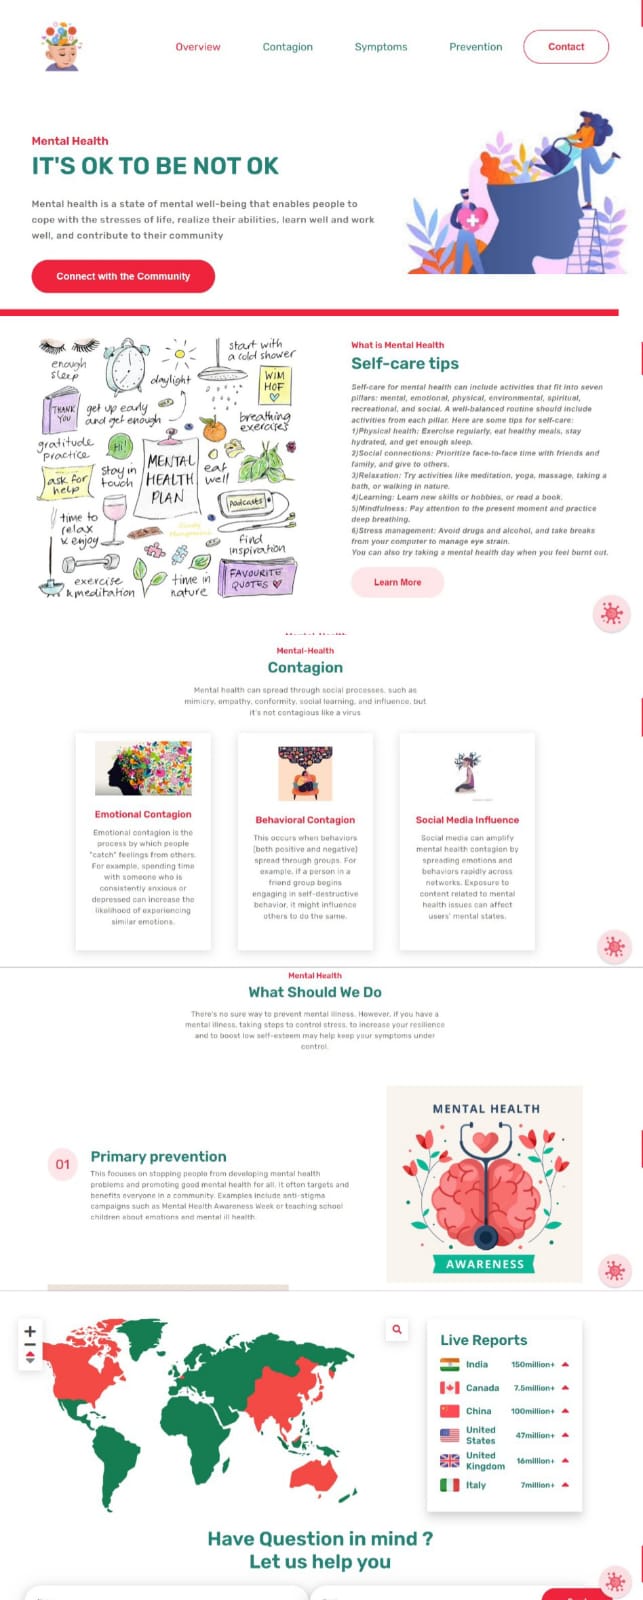 Overview
Contagion
Symptoms
Prevention
Contact
Mental Health
IT'S OK TO BE NOT OK
Mental health is a state of mental well-being that enables people to
cope with the stresses of life, realize their abilities, learn well and work
well, and contribute to their community
Connect with the Community
enough
sleep
daylight
start with
a cold shower
WIM
HOF
THANK
YOU
get up early
and get enough
breathing
exercises
gratitude
practice
Hi!
ask for
help
stay in
touch
MENTAL
HEALTH
PLAN
eat
well
PODCASTS
time to
relax
& enjoy
find
inspiration
exercise
& meditation
time in
nature
FAVOURITE
QUOTES
What is Mental Health
Self-care tips
Self-care for mental health can include activities that fit into seven
pillars: mental, emotional, physical, environmental, spiritual,
recreational, and social. A well-balanced routine should include
activities from each pillar. Here are some tips for self-care:
1)Physical health: Exercise regularly, eat healthy meals, stay
hydrated, and get enough sleep.
2)Social connections: Prioritize face-to-face time with friends and
family, and give to others.
3)Relaxation: Try activities like meditation, yoga, massage, taking a
bath, or walking in nature.
4)Learning: Learn new skills or hobbies, or read a book.
5)Mindfulness: Pay attention to the present moment and practice
deep breathing.
6)Stress management: Avoid drugs and alcohol, and take breaks
from your computer to manage eye strain.
You can also try taking a mental health day when you feel burnt out.
Learn More
Mental-Health
Contagion
Mental health can spread through social processes, such as
mimicry, empathy, conformity, social learning, and influence, but
it's not contagious like a virus
Emotional Contagion
Emotional contagion is the
process by which people
"catch" feelings from others.
For example, spending time
with someone who is
consistently anxious or
depressed can increase the
likelihood of experiencing
similar emotions.
Behavioral Contagion
This occurs when behaviors
(both positive and negative)
spread through groups. For
example, if a person in a
friend group begins
engaging in self-destructive
behavior, it might influence
others to do the same.
Social Media Influence
Social media can amplify
mental health contagion by
spreading emotions and
behaviors rapidly across
networks. Exposure to
content related to mental
health issues can affect
users' mental states.
Mental Health
What Should We Do
There's no sure way to prevent mental illness. However, if you have a
mental illness, taking steps to control stress, to increase your resilience
and to boost low self-esteem may help keep your symptoms under
control.
01
Primary prevention
This focuses on stopping people from developing mental health
problems and promoting good mental health for all. It often targets and
benefits everyone in a community. Examples include anti-stigma
campaigns such as Mental Health Awareness Week or teaching school
children about emotions and mental ill health.
MENTAL HEALTH
AWARENESS
Live Reports
India 150million+
Canada 7.5million+
China 100million+
United
States 47million+
United
Kingdom 16million+
Italy 7million+
Have Question in mind ?
Let us help you